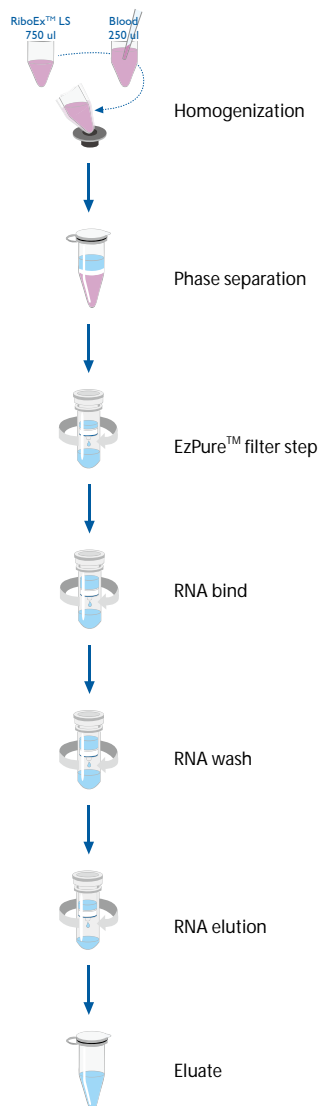 RiboEx™ LS
750 ul
Blood
250 ul
Homogenization
Phase separation
EzPure™ filter step
RNA bind
RNA wash
RNA elution
Eluate